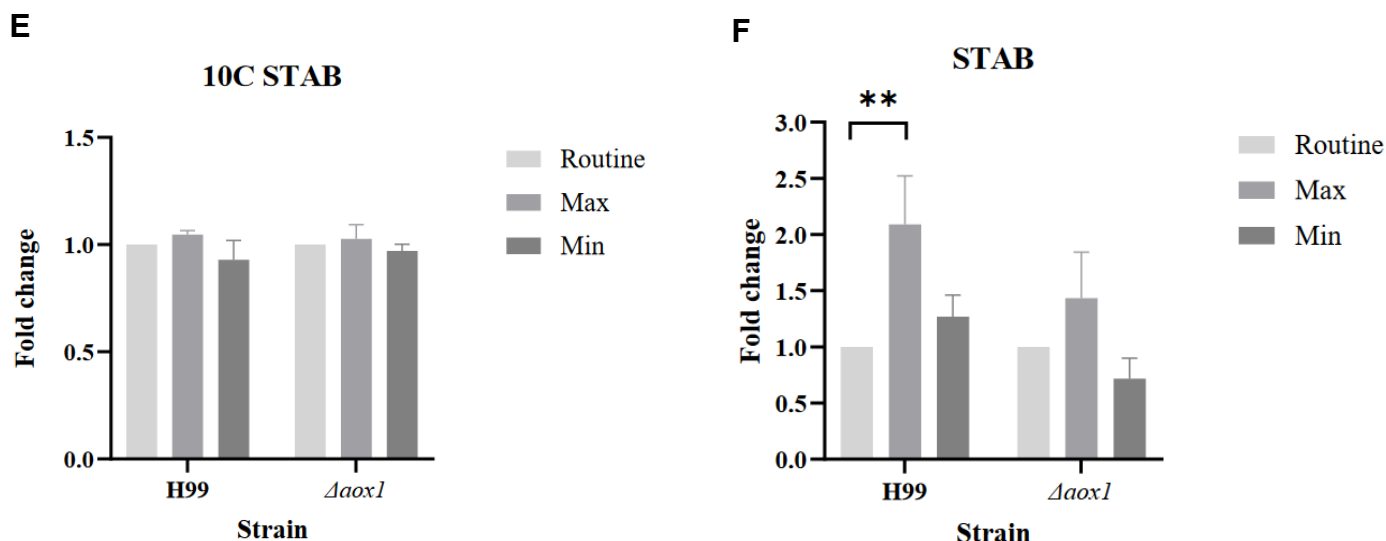 E
10C STAB
1.5
1.0
0.5
0.0
Fold change
H99
Δaox1
Strain
Routine
Max
Min
F
STAB
**
3.0
2.5
2.0
1.5
1.0
0.5
0.0
Fold change
H99
Δaox1
Strain
Routine
Max
Min